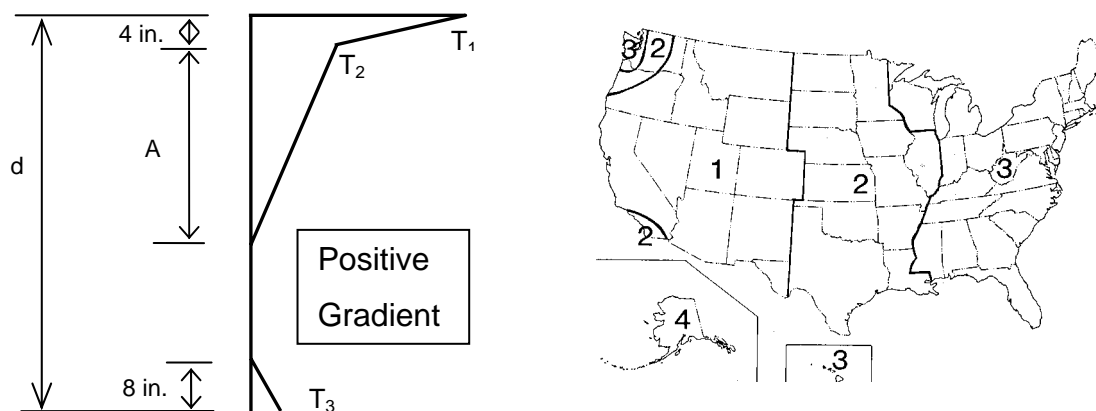 4 in.
T₁
T₂
A
d
Positive
Gradient
8 in.
T₃
3 2
1
2
3
2
4
3